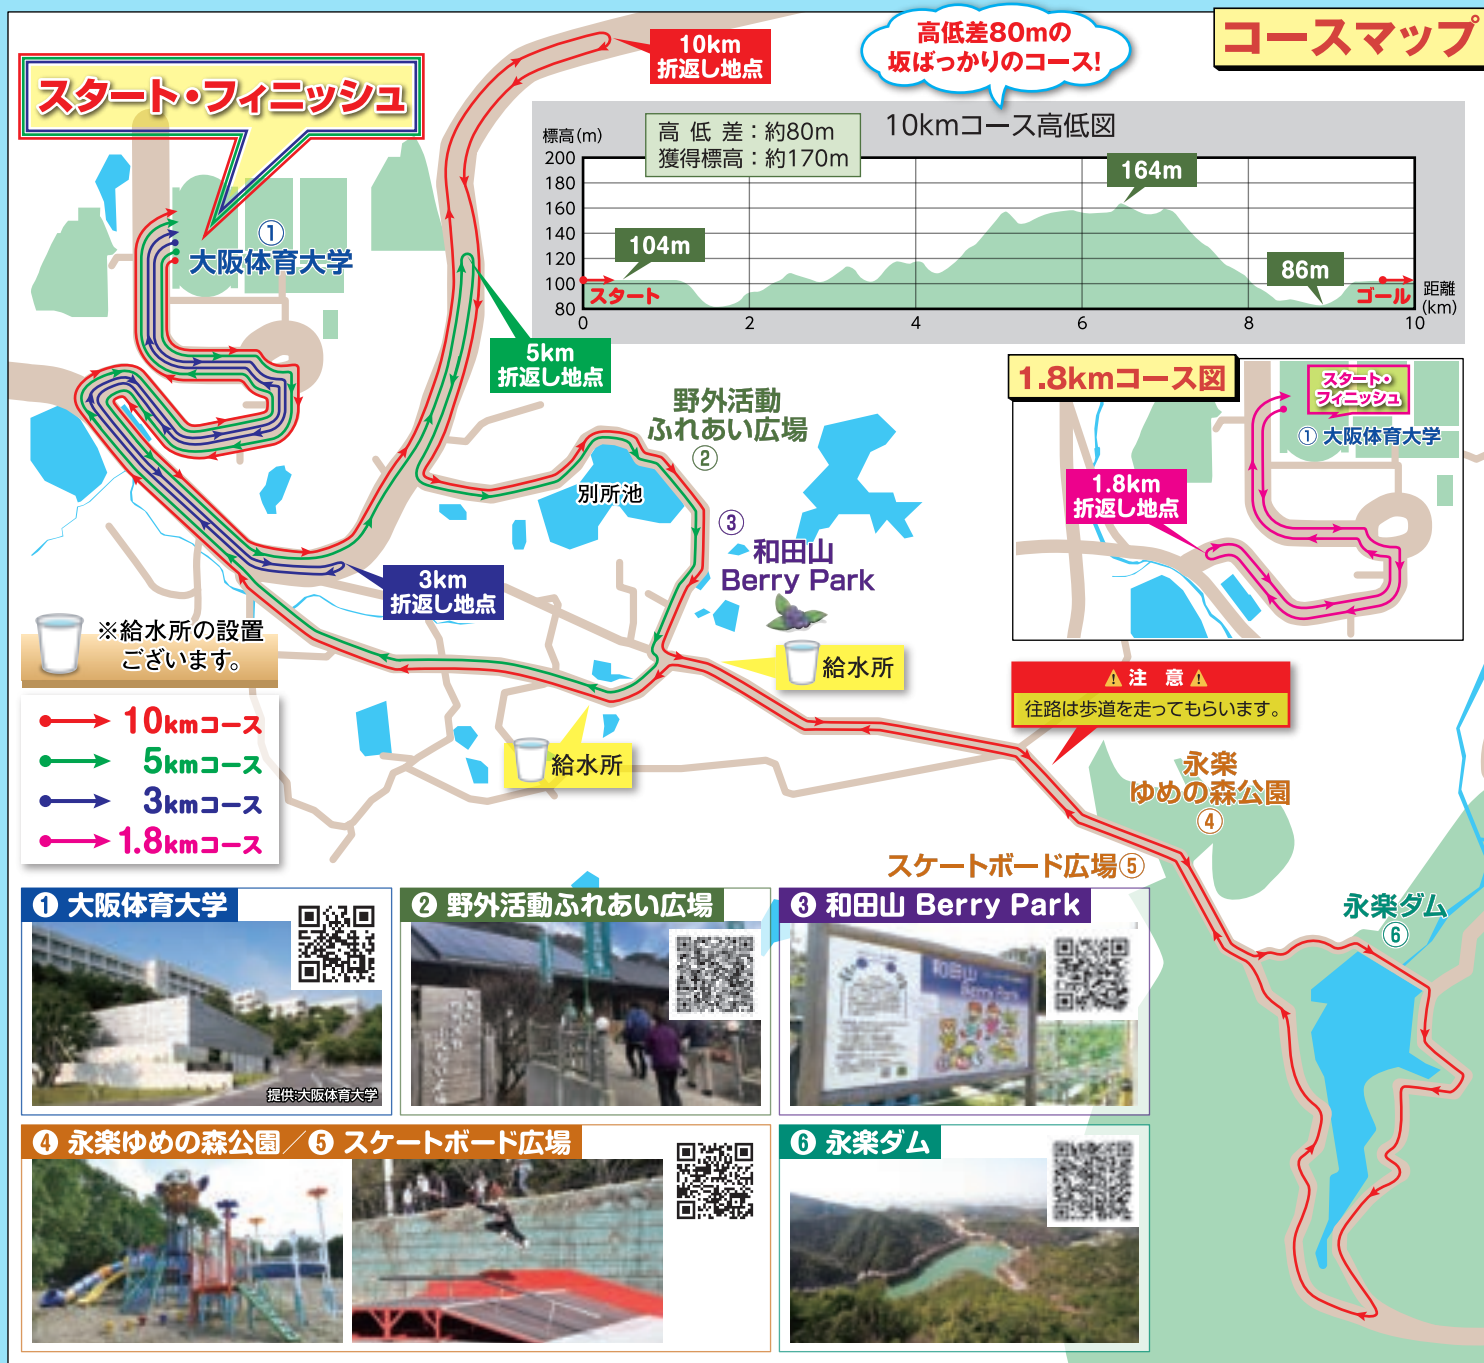 コースマップ
高低差80mの
坂ばっかりのコース!
スタート・フィニッシュ
10km
折返し地点
10kmコース高低図
高低差:約80m
獲得標高:約170m
標高(m)
200
180
160
140
120
100
80
104m
164m
86m
スタート
ゴール
0
2
4
6
8
10
距離
(km)
①
大阪体育大学
5km
折返し地点
野外活動
ふれあい広場
②
別所池
③
和田山
Berry Park
3km
折返し地点
1.8kmコース図
スタート・
フィニッシュ
① 大阪体育大学
1.8km
折返し地点
※給水所の設置
ございます。
給水所
給水所
注 意
往路は歩道を走ってもらいます。
10kmコース
5kmコース
3kmコース
1.8kmコース
永楽
ゆめの森公園
④
スケートボード広場⑤
永楽ダム
⑥
❶ 大阪体育大学
提供:大阪体育大学
❷ 野外活動ふれあい広場
❸ 和田山 Berry Park
和田山
Berry Park
❹ 永楽ゆめの森公園/❺ スケートボード広場
❻ 永楽ダム